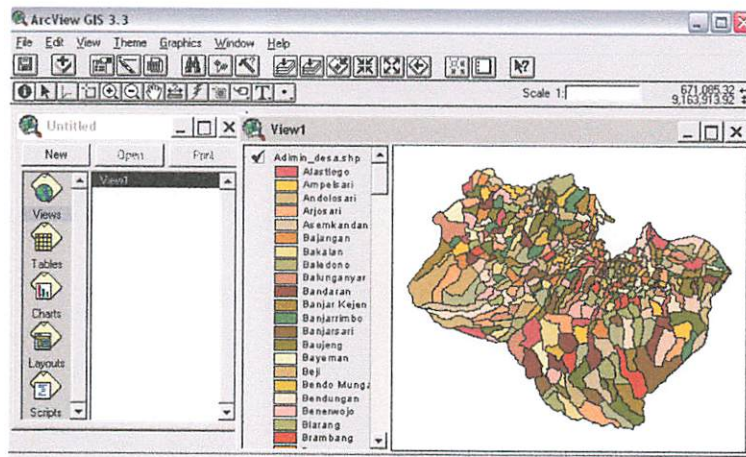 ArcView GIS 3.3
File Edit View Theme Graphics Window Help
Scale 1:
671,085.32
9,163,913.92
Untitled
New Open Print
View1
Views
Tables
Charts
Layouts
Scripts
View1
Admin_desa.shp
Alastlego
Ampelsari
Andolosari
Arjosari
Asemkandan
Bajangan
Bakalan
Baledono
Balunganyar
Bandaran
Banjar Kejen
Banjarrimbo
Banjarsari
Baujeng
Bayeman
Beji
Bendo Munga
Bendungan
Benerwojo
Blarang
Brambang